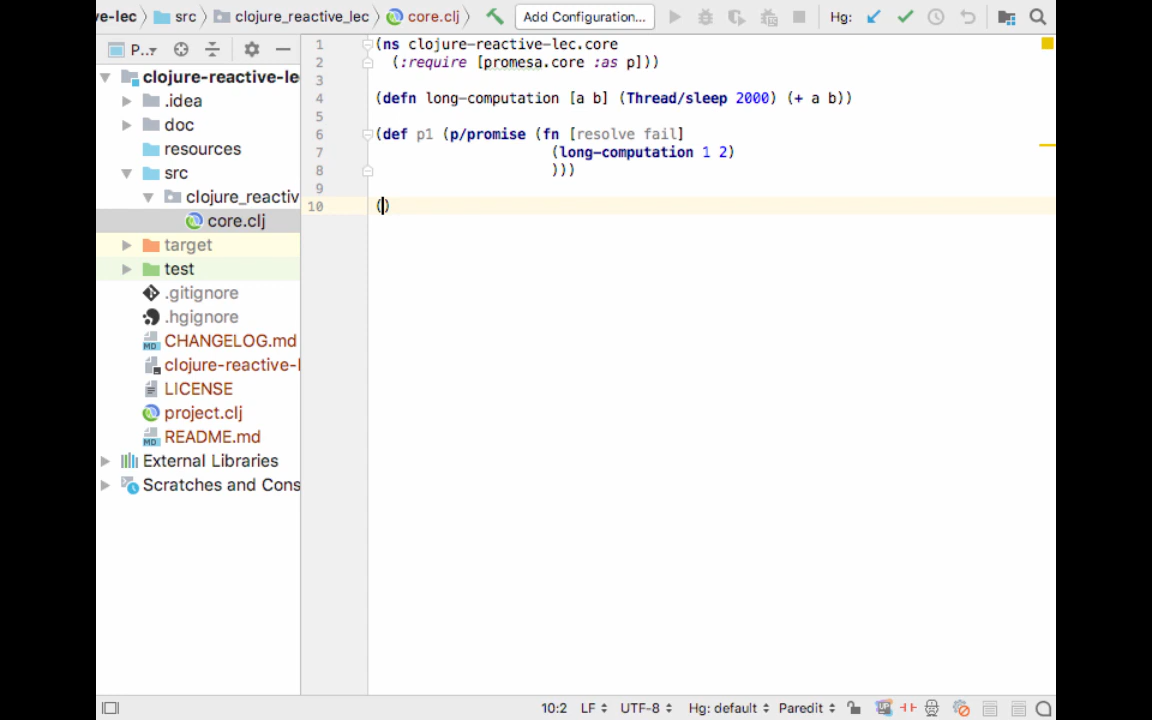 ve-lec src clojure_reactive_lec core.clj Add Configuration... Hg:
P..
clojure-reactive-le
.idea
doc
resources
src
clojure_reactiv
core.clj
target
test
.gitignore
.hgignore
CHANGELOG.md
clojure-reactive-l
LICENSE
project.clj
README.md
External Libraries
Scratches and Cons
1 (ns clojure-reactive-lec.core
2 (:require [promesa.core :as p]))
3
4 (defn long-computation [a b] (Thread/sleep 2000) (+ a b))
5
6 (def p1 (p/promise (fn [resolve fail]
7 (long-computation 1 2)
8 )))
9
10 ()
10:2 LF UTF-8 Hg: default Paredit